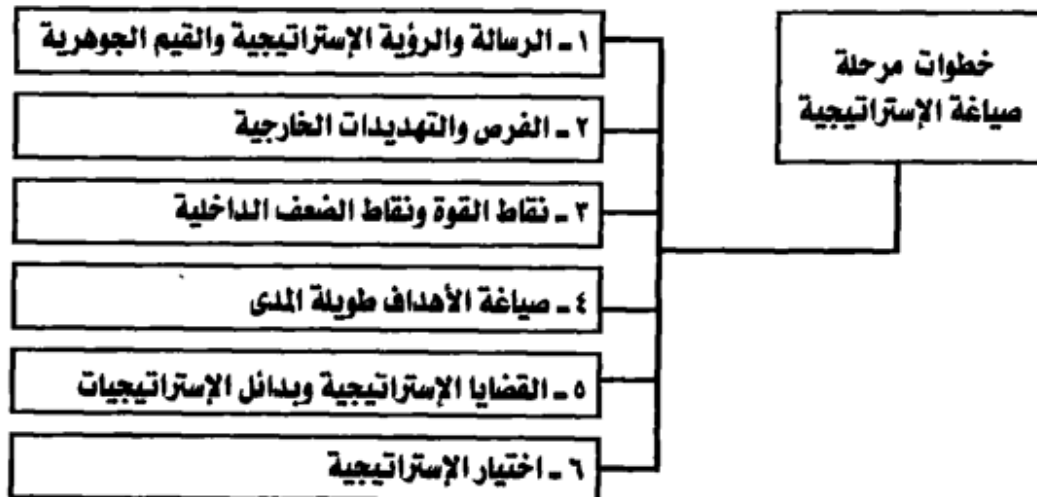 خطوات مرحلة
صياغة الإستراتيجية
١ ـ الرسالة والرؤية الإستراتيجية والقيم الجوهرية
٢ ـ الفرص والتهديدات الخارجية
٣ ـ نقاط القوة ونقاط الضعف الداخلية
٤ ـ صياغة الأهداف طويلة المدى
٥ ـ القضايا الإستراتيجية وبدائل الإستراتيجيات
٦ ـ اختيار الإستراتيجية